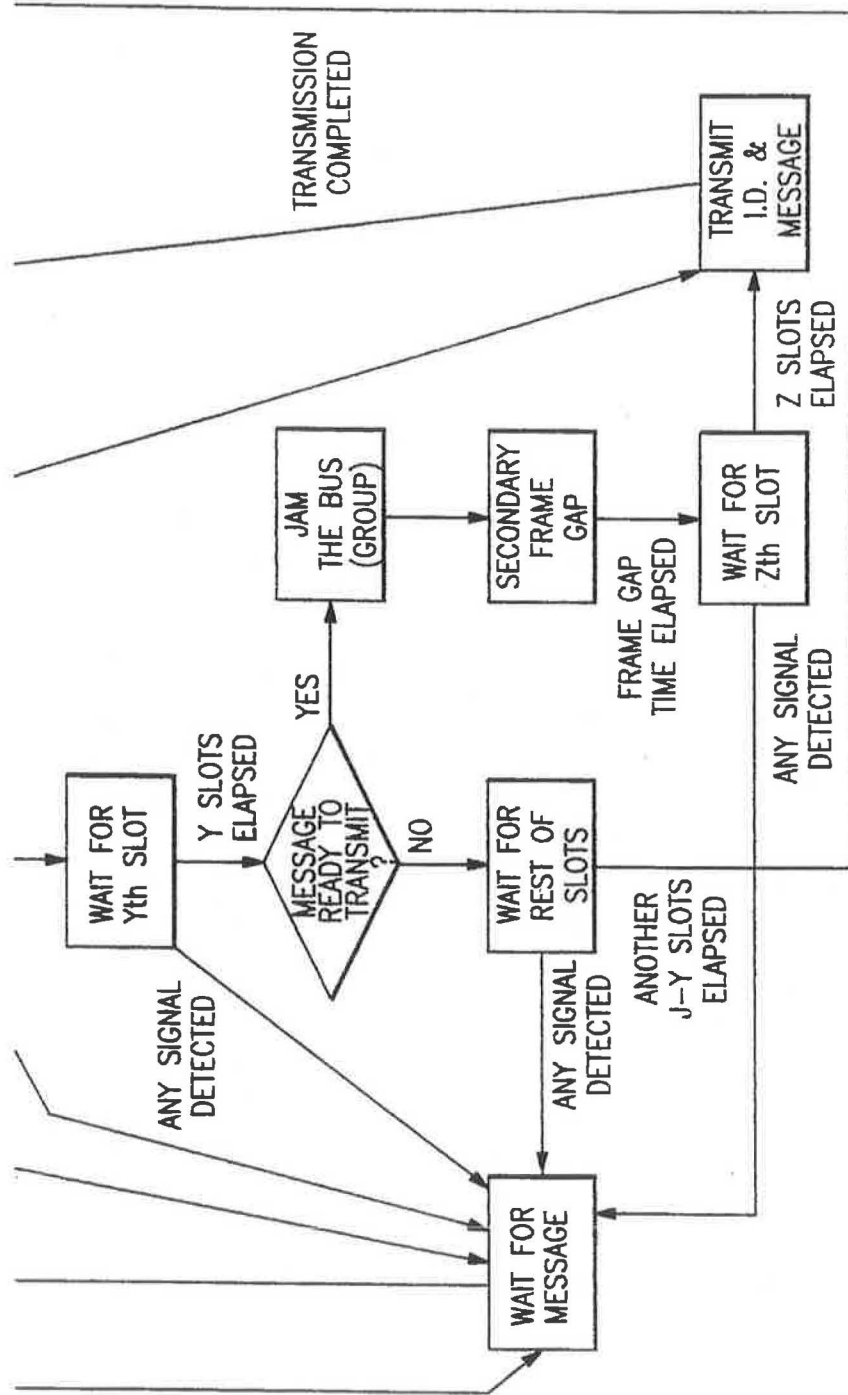 WAIT FOR
Yth SLOT
ANY SIGNAL
DETECTED
Y SLOTS
ELAPSED
MESSAGE
READY TO
TRANSMIT
?
YES
NO
JAM
THE BUS
(GROUP)
TRANSMISSION
COMPLETED
WAIT FOR
MESSAGE
ANY SIGNAL
DETECTED
WAIT FOR
REST OF
SLOTS
ANOTHER
J-Y SLOTS
ELAPSED
SECONDARY
FRAME
GAP
FRAME GAP
TIME ELAPSED
ANY SIGNAL
DETECTED
WAIT FOR
Zth SLOT
Z SLOTS
ELAPSED
TRANSMIT
I.D. &
MESSAGE